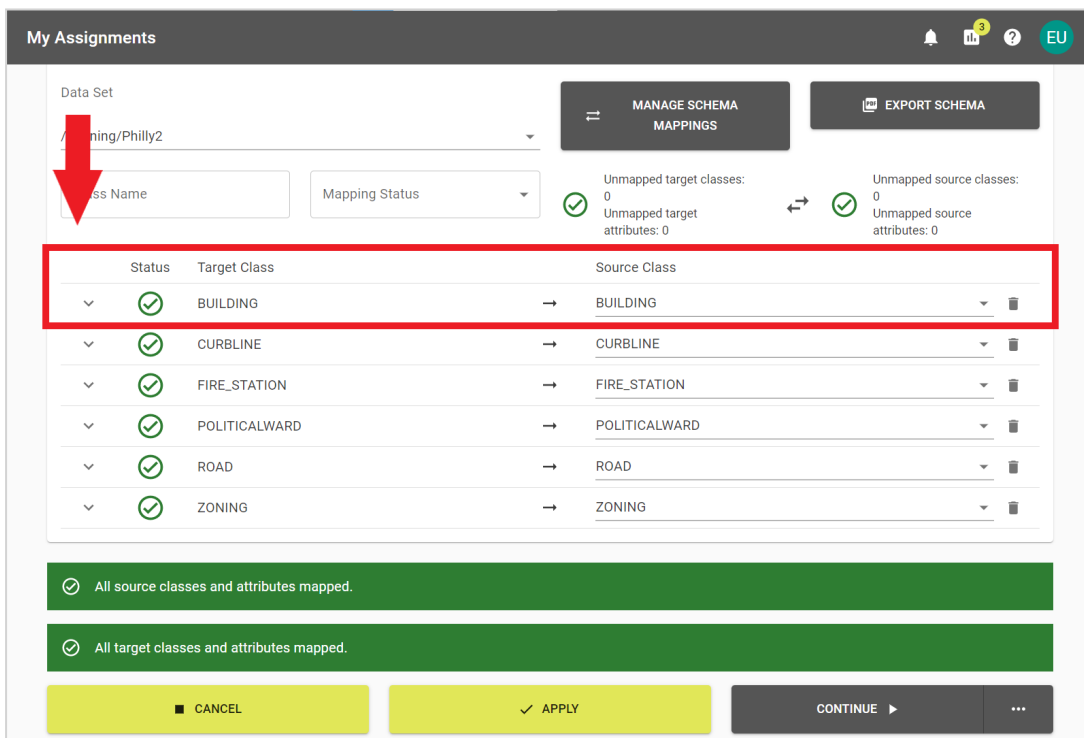 My Assignments
3
EU
Data Set
MANAGE SCHEMA
MAPPINGS
PDF
EXPORT SCHEMA
/ ning/Philly2
ss Name
Mapping Status
Unmapped target classes:
0
Unmapped target
attributes: 0
Unmapped source classes:
0
Unmapped source
attributes: 0
Status Target Class Source Class
BUILDING → BUILDING
CURBLINE → CURBLINE
FIRE_STATION → FIRE_STATION
POLITICALWARD → POLITICALWARD
ROAD → ROAD
ZONING → ZONING
All source classes and attributes mapped.
All target classes and attributes mapped.
CANCEL
APPLY
CONTINUE
...